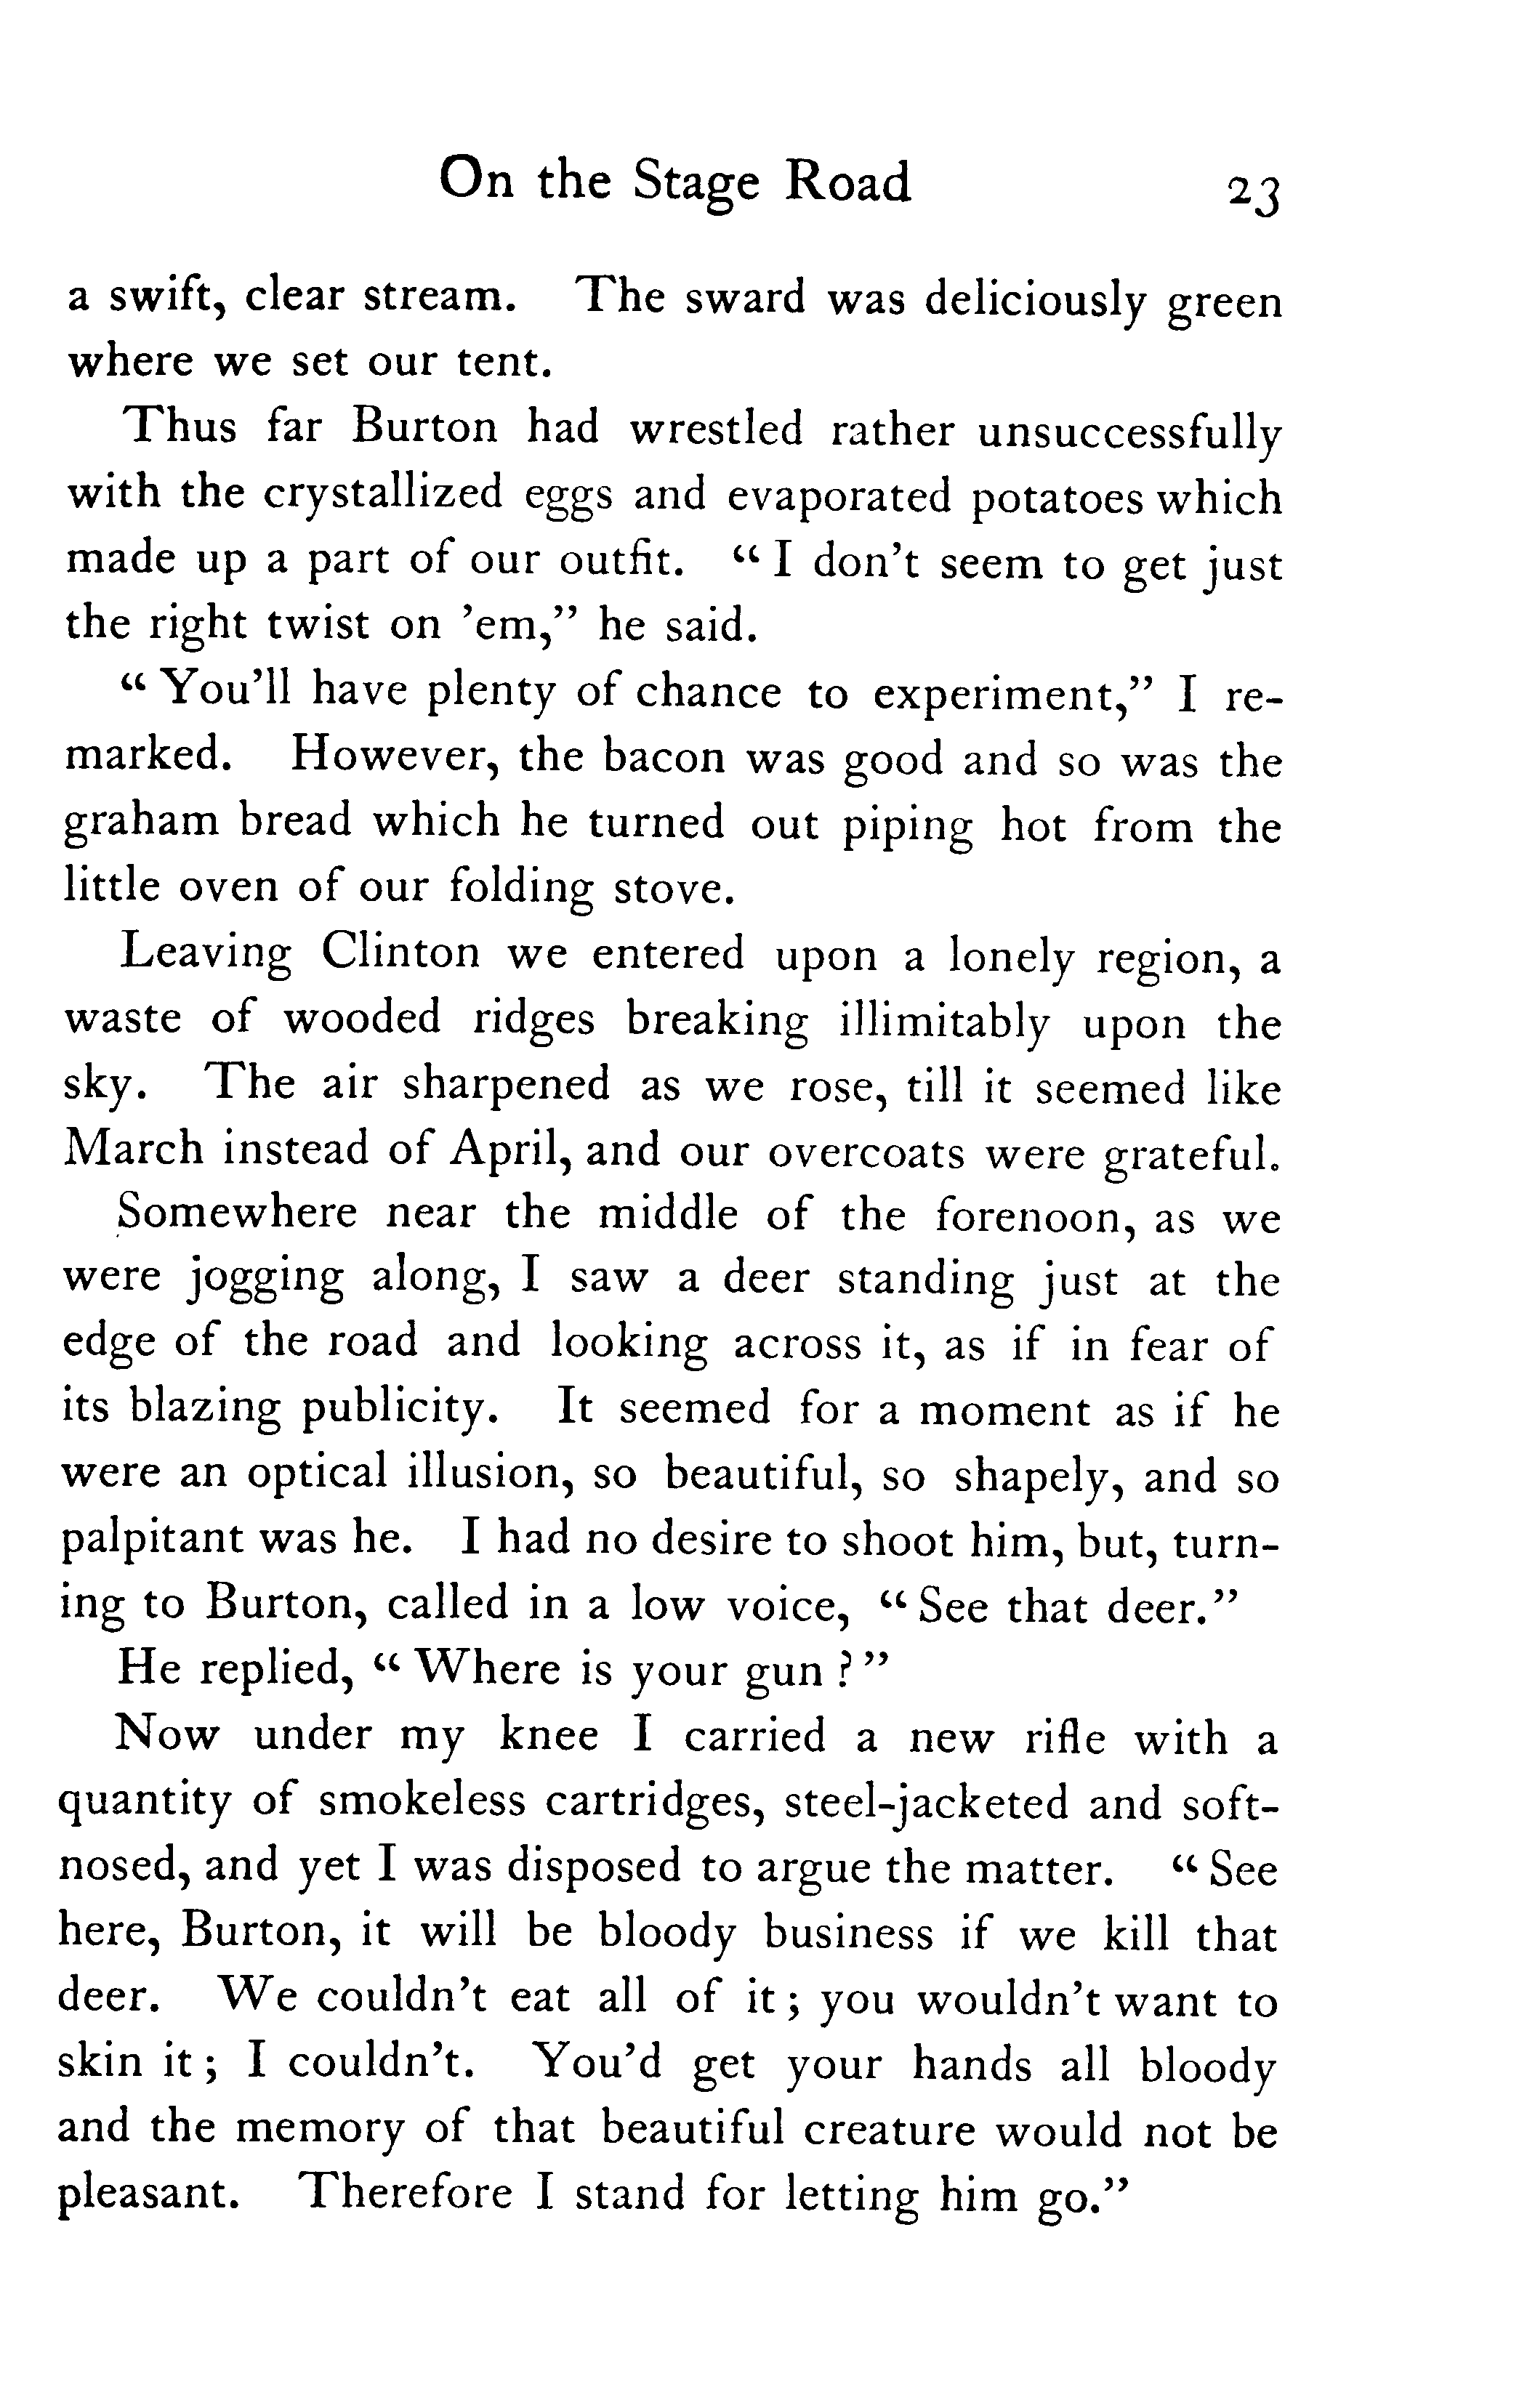 On the Stage Road 23
a swift, clear stream. The sward was deliciously green
where we set our tent.
Thus far Burton had wrestled rather unsuccessfully
with the crystallized eggs and evaporated potatoes which
made up a part of our outfit. “ I don’t seem to get just
the right twist on ’em,” he said.
“ You’ll have plenty of chance to experiment,” I re-
marked. However, the bacon was good and so was the
graham bread which he turned out piping hot from the
little oven of our folding stove.
Leaving Clinton we entered upon a lonely region, a
waste of wooded ridges breaking illimitably upon the
sky. The air sharpened as we rose, till it seemed like
March instead of April, and our overcoats were grateful.
Somewhere near the middle of the forenoon, as we
were jogging along, I saw a deer standing just at the
edge of the road and looking across it, as if in fear of
its blazing publicity. It seemed for a moment as if he
were an optical illusion, so beautiful, so shapely, and so
palpitant was he. I had no desire to shoot him, but, turn-
ing to Burton, called in a low voice, “ See that deer.”
He replied, “ Where is your gun ? ”
Now under my knee I carried a new rifle with a
quantity of smokeless cartridges, steel-jacketed and soft-
nosed, and yet I was disposed to argue the matter. “ See
here, Burton, it will be bloody business if we kill that
deer. We couldn’t eat all of it ; you wouldn’t want to
skin it ; I couldn’t. You’d get your hands all bloody
and the memory of that beautiful creature would not be
pleasant. Therefore I stand for letting him go.”